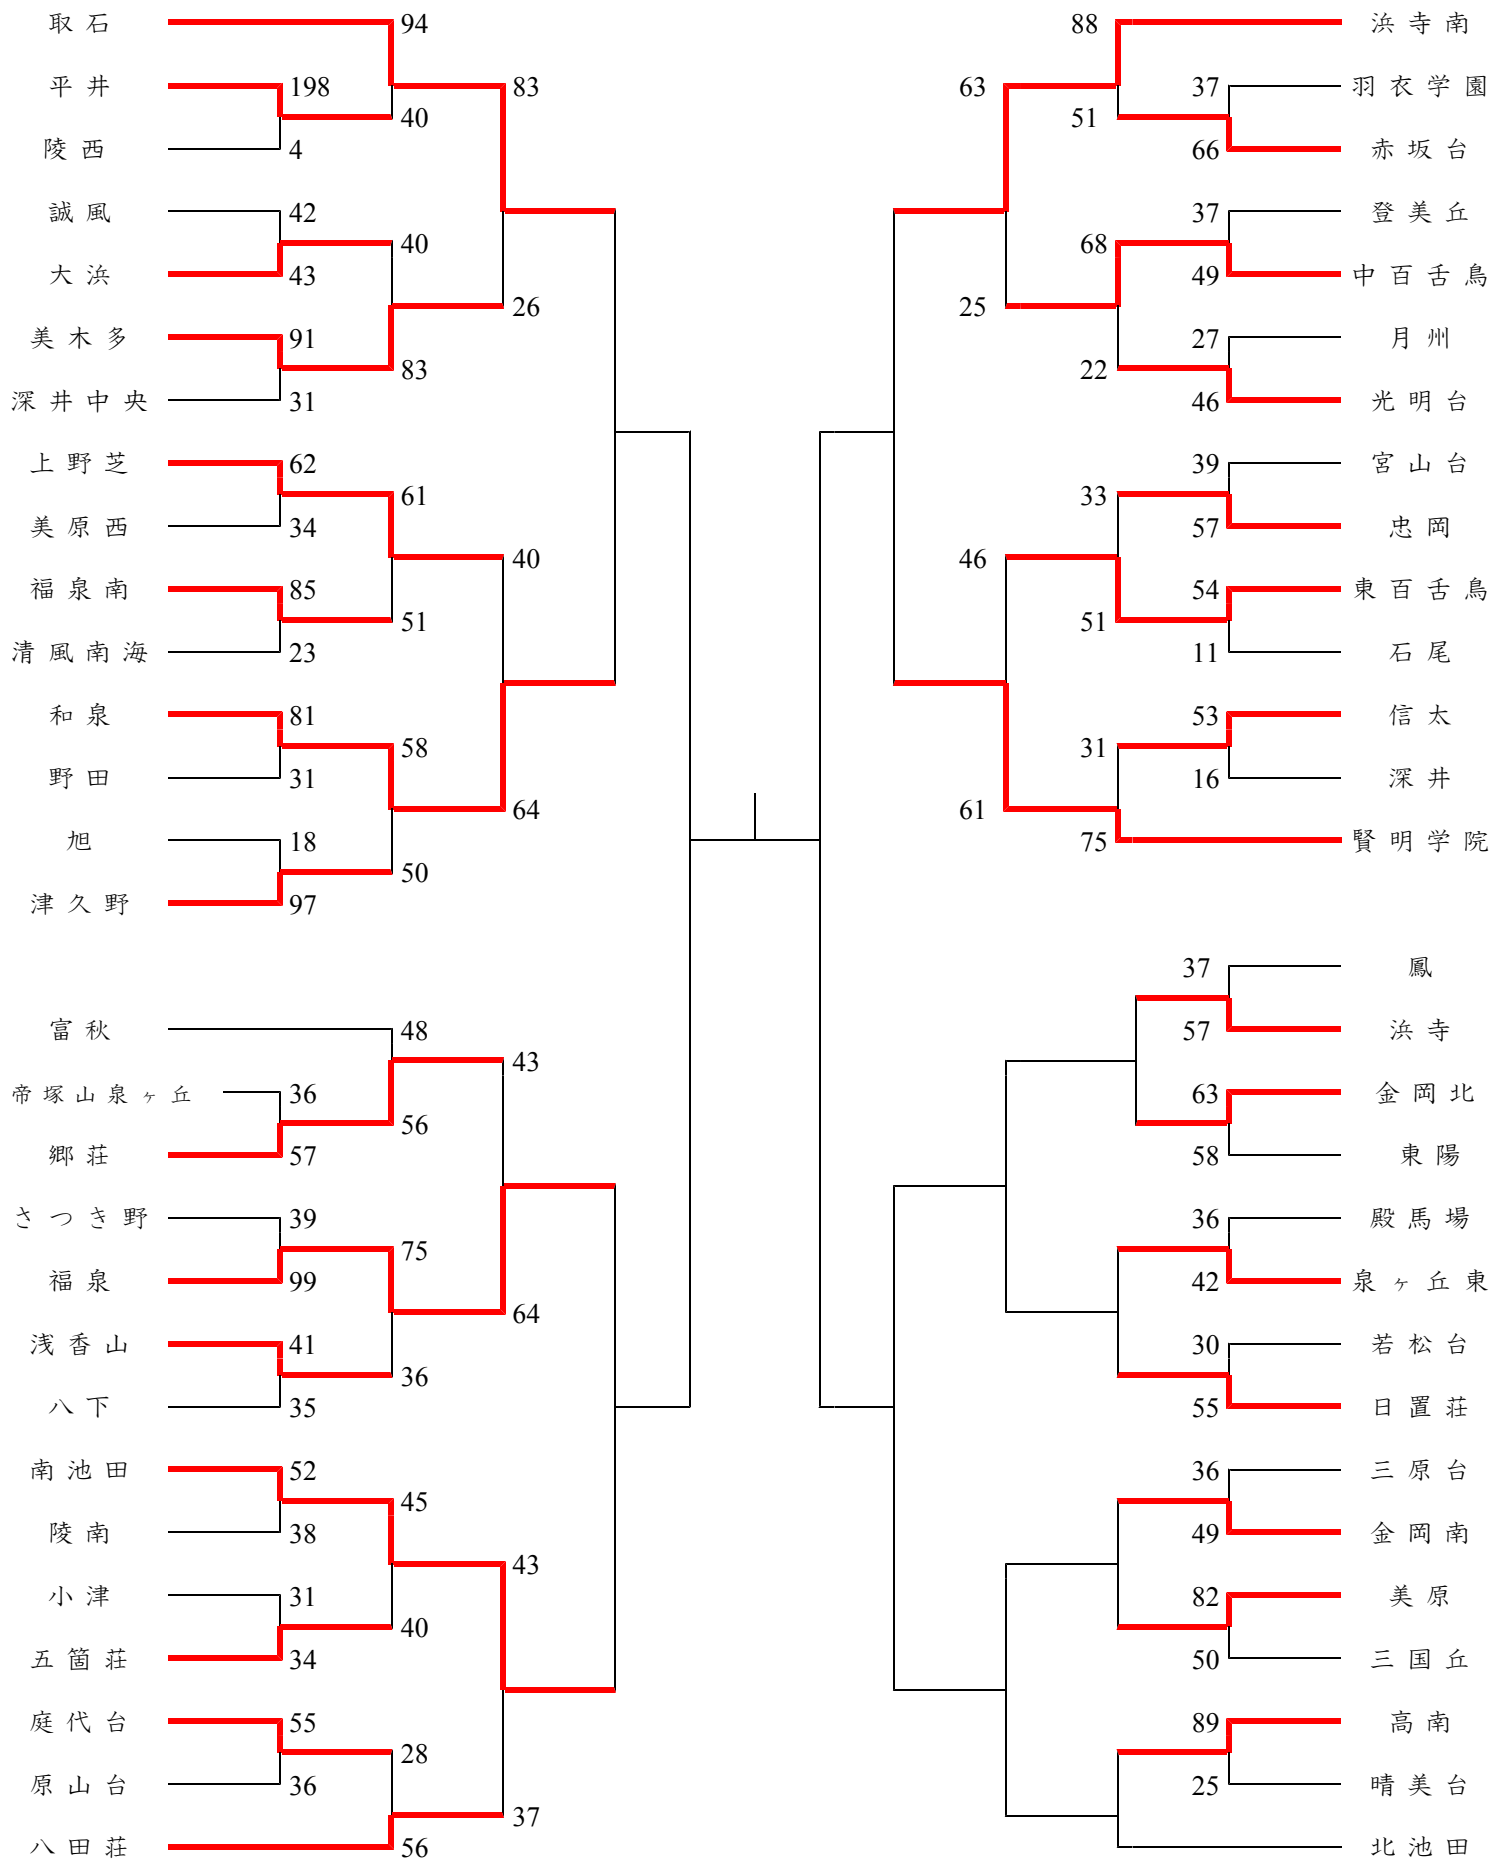 取石 94 88 浜寺南
平井 198 83 63 37 羽衣学園
40 51
陵西 4 66 赤坂台
誠風 42 37 登美丘
40 68
大浜 43 49 中百舌鳥
26 25
美木多 91 27 月州
83 22
深井中央 31 46 光明台
上野芝 62 39 宮山台
61 33
美原西 34 57 忠岡
40 46
福泉南 85 54 東百舌鳥
51 51
清風南海 23 11 石尾
和泉 81 53 信太
58 31
野田 31 16 深井
64 61
旭 18 75 賢明学院
50
津久野 97
37 鳳
富秋 48 57 浜寺
43
帝塚山泉ヶ丘 36 63 金岡北
56
郷荘 57 58 東陽
さつき野 39 36 殿馬場
75
福泉 99 42 泉ヶ丘東
64
浅香山 41 30 若松台
36
八下 35 55 日置荘
南池田 52 36 三原台
45
陵南 38 49 金岡南
43
小津 31 82 美原
40
五箇荘 34 50 三国丘
庭代台 55 89 高南
28
原山台 36 25 晴美台
37
八田荘 56 北池田